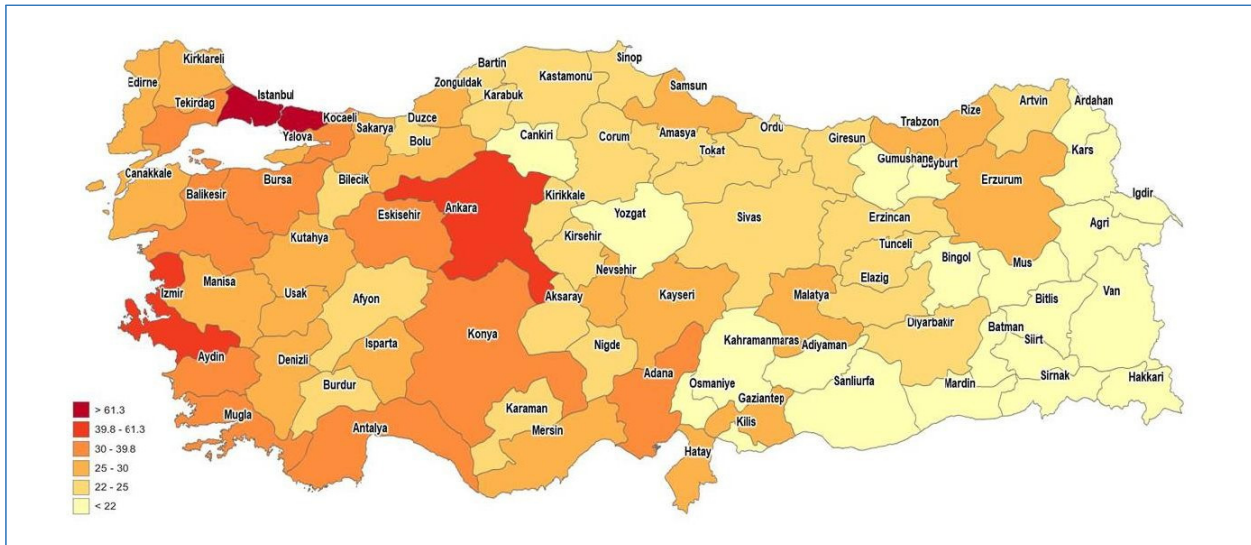 Kirklareli
Edirne
Tekirdag
Istanbul
Kocaeli
Yalova
Sakarya
Duzce
Zonguldak
Bartin
Karabuk
Kastamonu
Sinop
Samsun
Bolu
Cankiri
Corum
Amasya
Tokat
Ordu
Giresun
Trabzon
Rize
Artvin
Ardahan
Kars
Gumushane
Bayburt
Erzurum
Igdir
Agri
Canakkale
Balikesir
Bursa
Bilecik
Eskisehir
Ankara
Kirikkale
Yozgat
Sivas
Erzincan
Tunceli
Bingol
Mus
Kutahya
Kirsehir
Nevsehir
Elazig
Bitlis
Van
Izmir
Manisa
Usak
Afyon
Aksaray
Kayseri
Malatya
Diyarbakir
Batman
Siirt
Aydin
Denizli
Isparta
Konya
Nigde
Kahramanmaras
Adiyaman
Burdur
Adana
Osmaniye
Gaziantep
Sanliurfa
Mardin
Sirnak
Hakkari
Mugla
Antalya
Karaman
Mersin
Kilis
Hatay
> 61.3
39.8 - 61.3
30 - 39.8
25 - 30
22 - 25
< 22